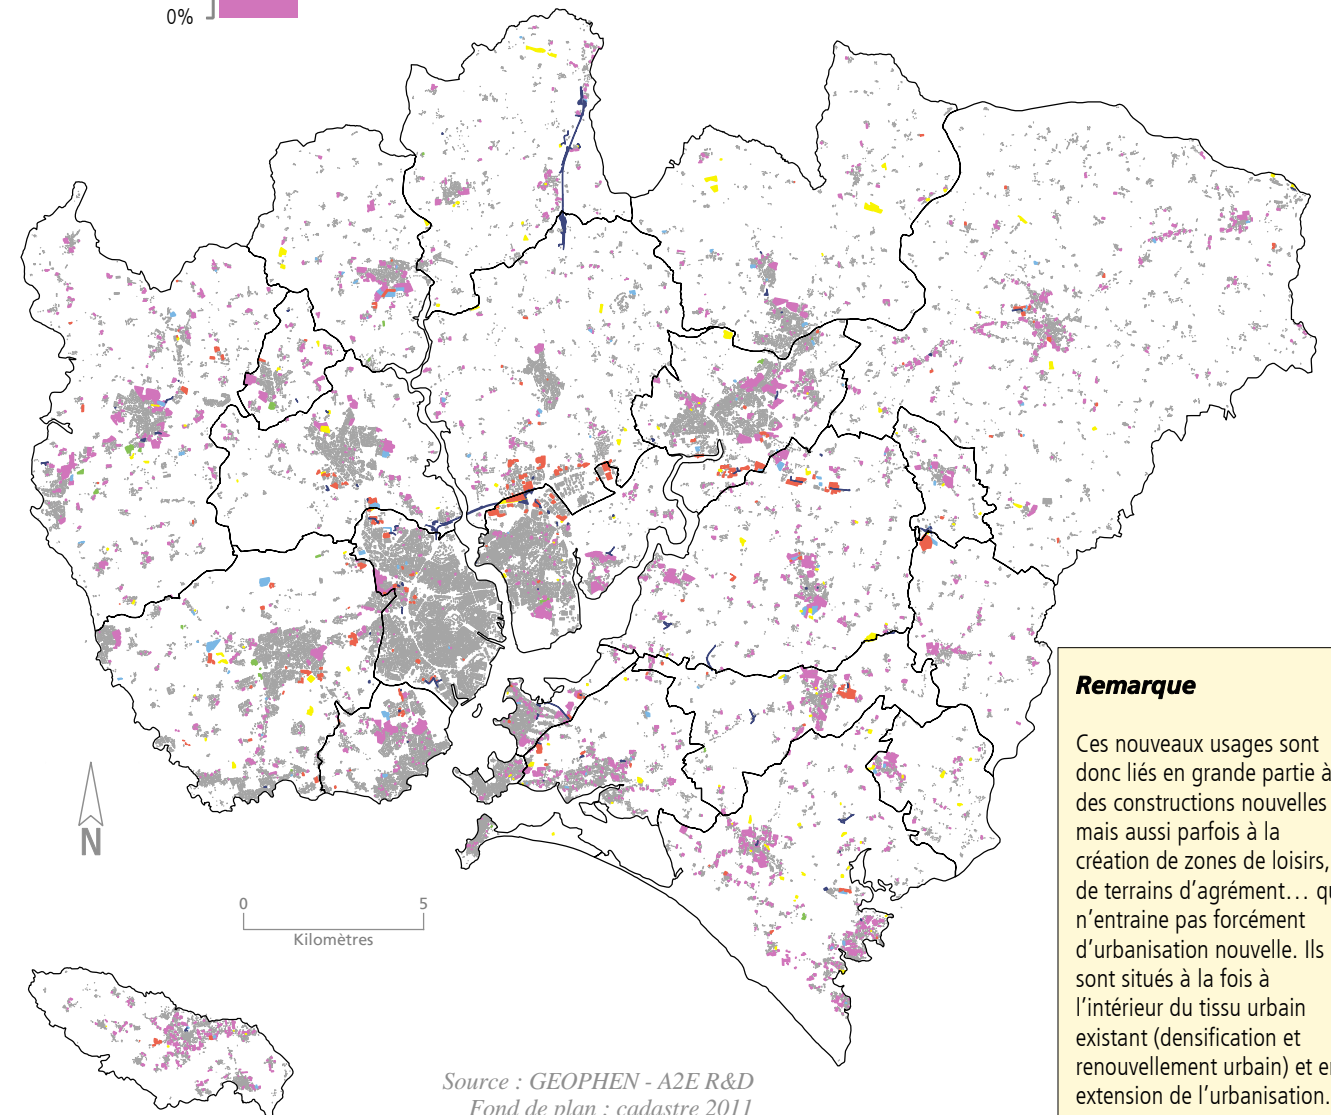 0%
Remarque
Ces nouveaux usages sont
donc liés en grande partie à
des constructions nouvelles
mais aussi parfois à la
création de zones de loisirs,
de terrains d'agrément…
n'entraine pas forcément
d'urbanisation nouvelle. Ils
sont situés à la fois à
l'intérieur du tissu urbain
existant (densification et
renouvellement urbain) et
extension de l'urbanisation.
N
0 5
Kilomètres
Source : GEOPHEN - A2E R&D
Fond de plan : cadastre 2011